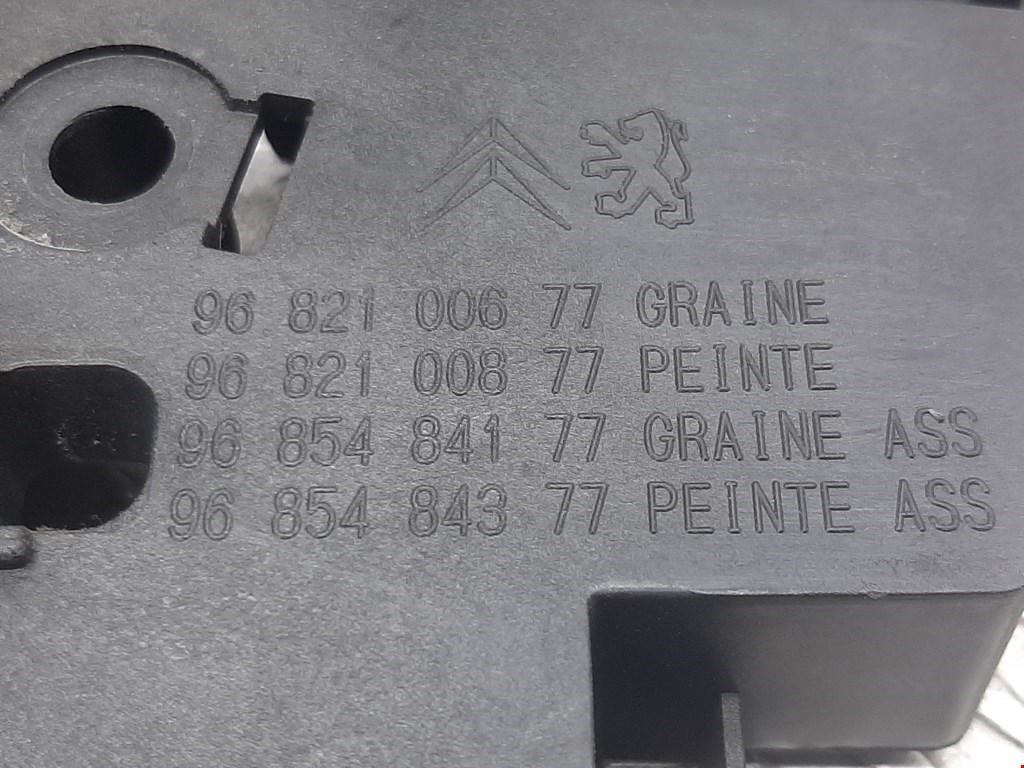 96 821 006 77 GRAINE
96 821 008 77 PEINTE
96 854 841 77 GRAINE ASS
96 854 843 77 PEINTE ASS